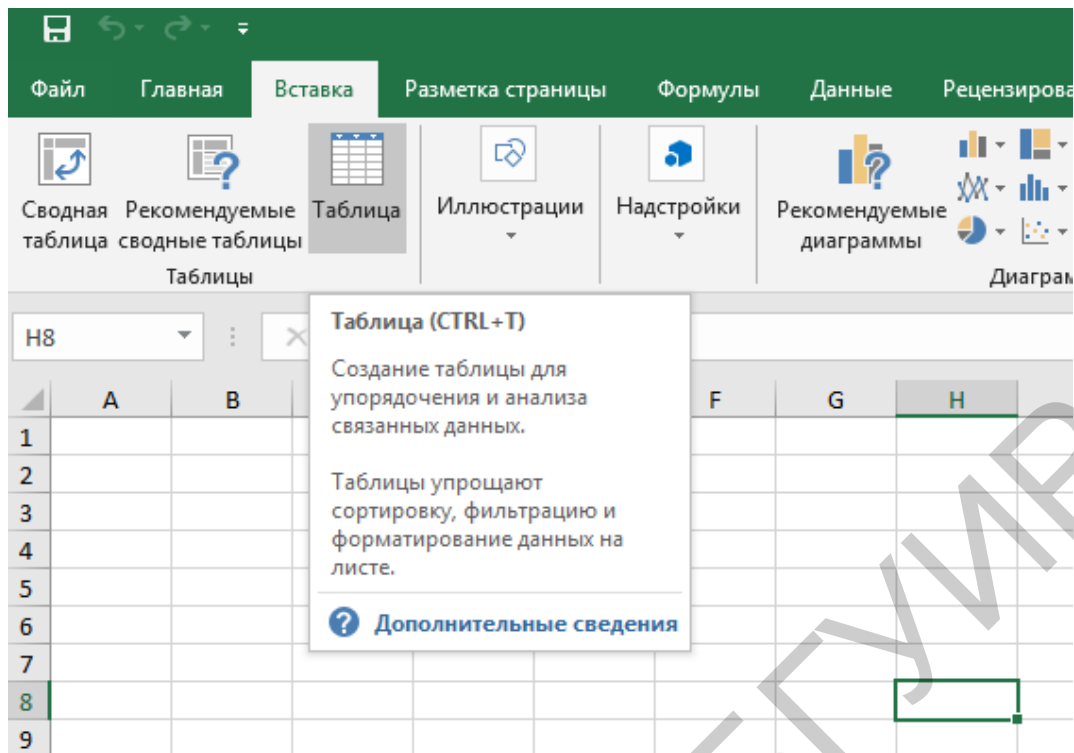 Файл Главная Вставка Разметка страницы Формулы Данные
Сводная таблица
Рекомендуемые сводные таблицы
Таблица
Иллюстрации
Надстройки
Рекомендуемые диаграммы
Таблицы
H8
Таблица (CTRL+T)
Создание таблицы для
упорядочения и анализа
связанных данных.
Таблицы упрощают
сортировку, фильтрацию и
форматирование данных на
листе.
Дополнительные сведения
A B F G H
1
2
3
4
5
6
7
8
9